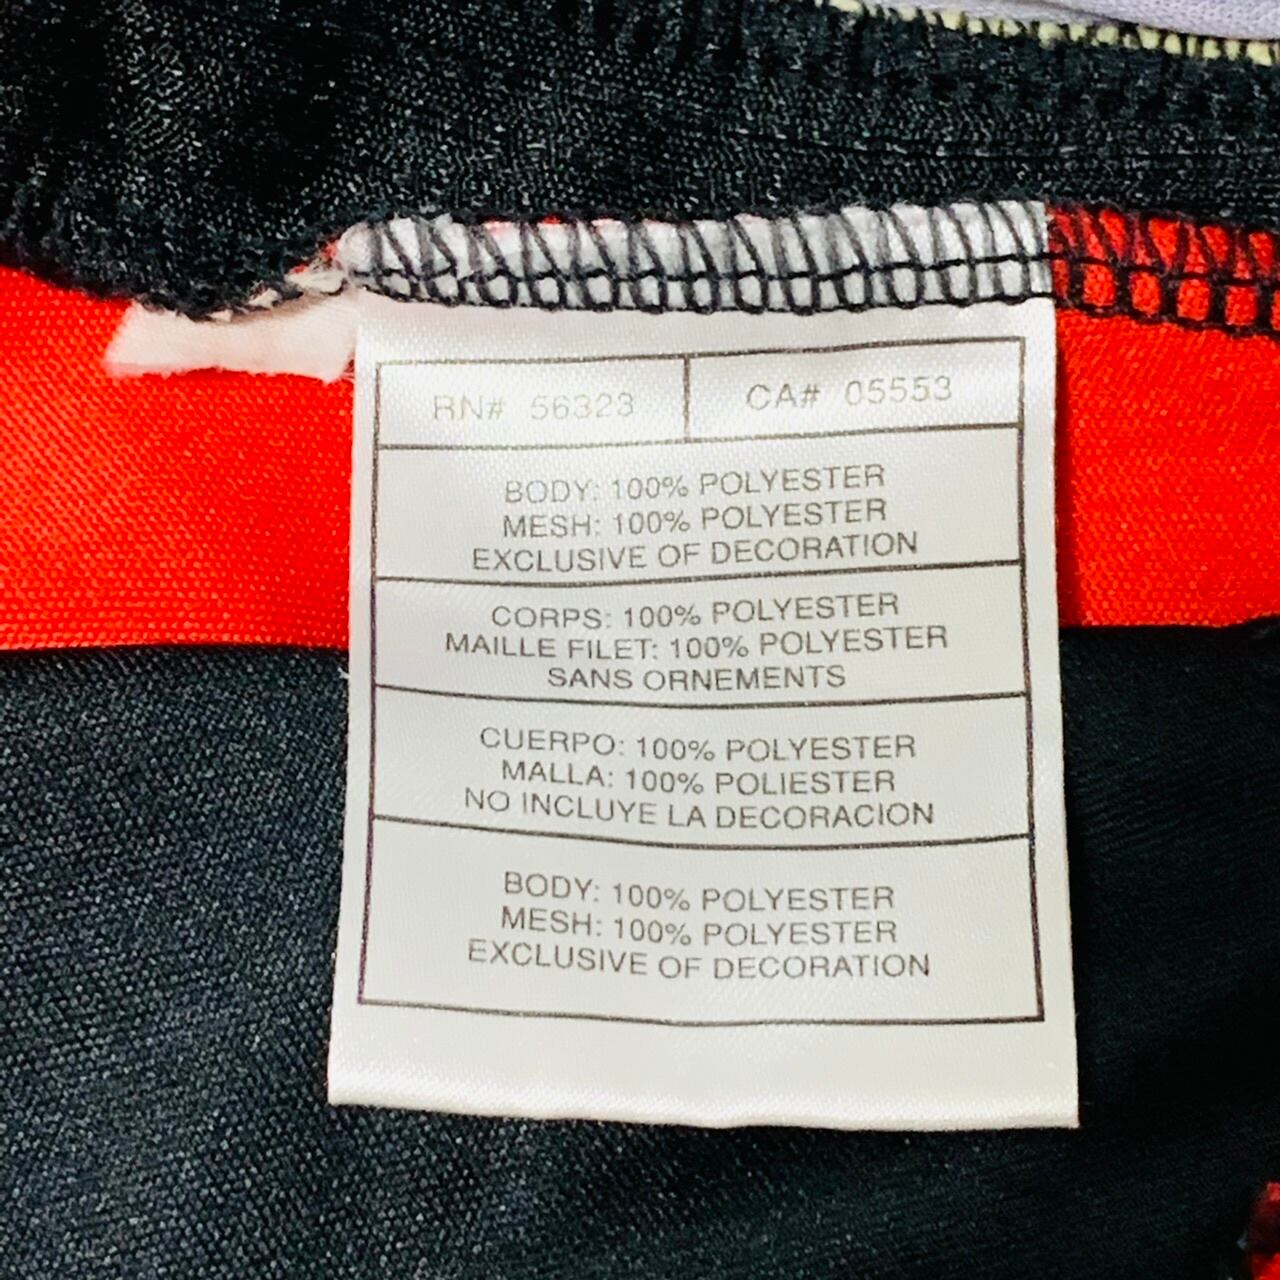 RN# 56323 CA# 05553
BODY: 100% POLYESTER
MESH: 100% POLYESTER
EXCLUSIVE OF DECORATION
CORPS: 100% POLYESTER
MAILLE FILET: 100% POLYESTER
SANS ORNEMENTS
CUERPO: 100% POLYESTER
MALLA: 100% POLIESTER
NO INCLUYE LA DECORACION
BODY: 100% POLYESTER
MESH: 100% POLYESTER
EXCLUSIVE OF DECORATION